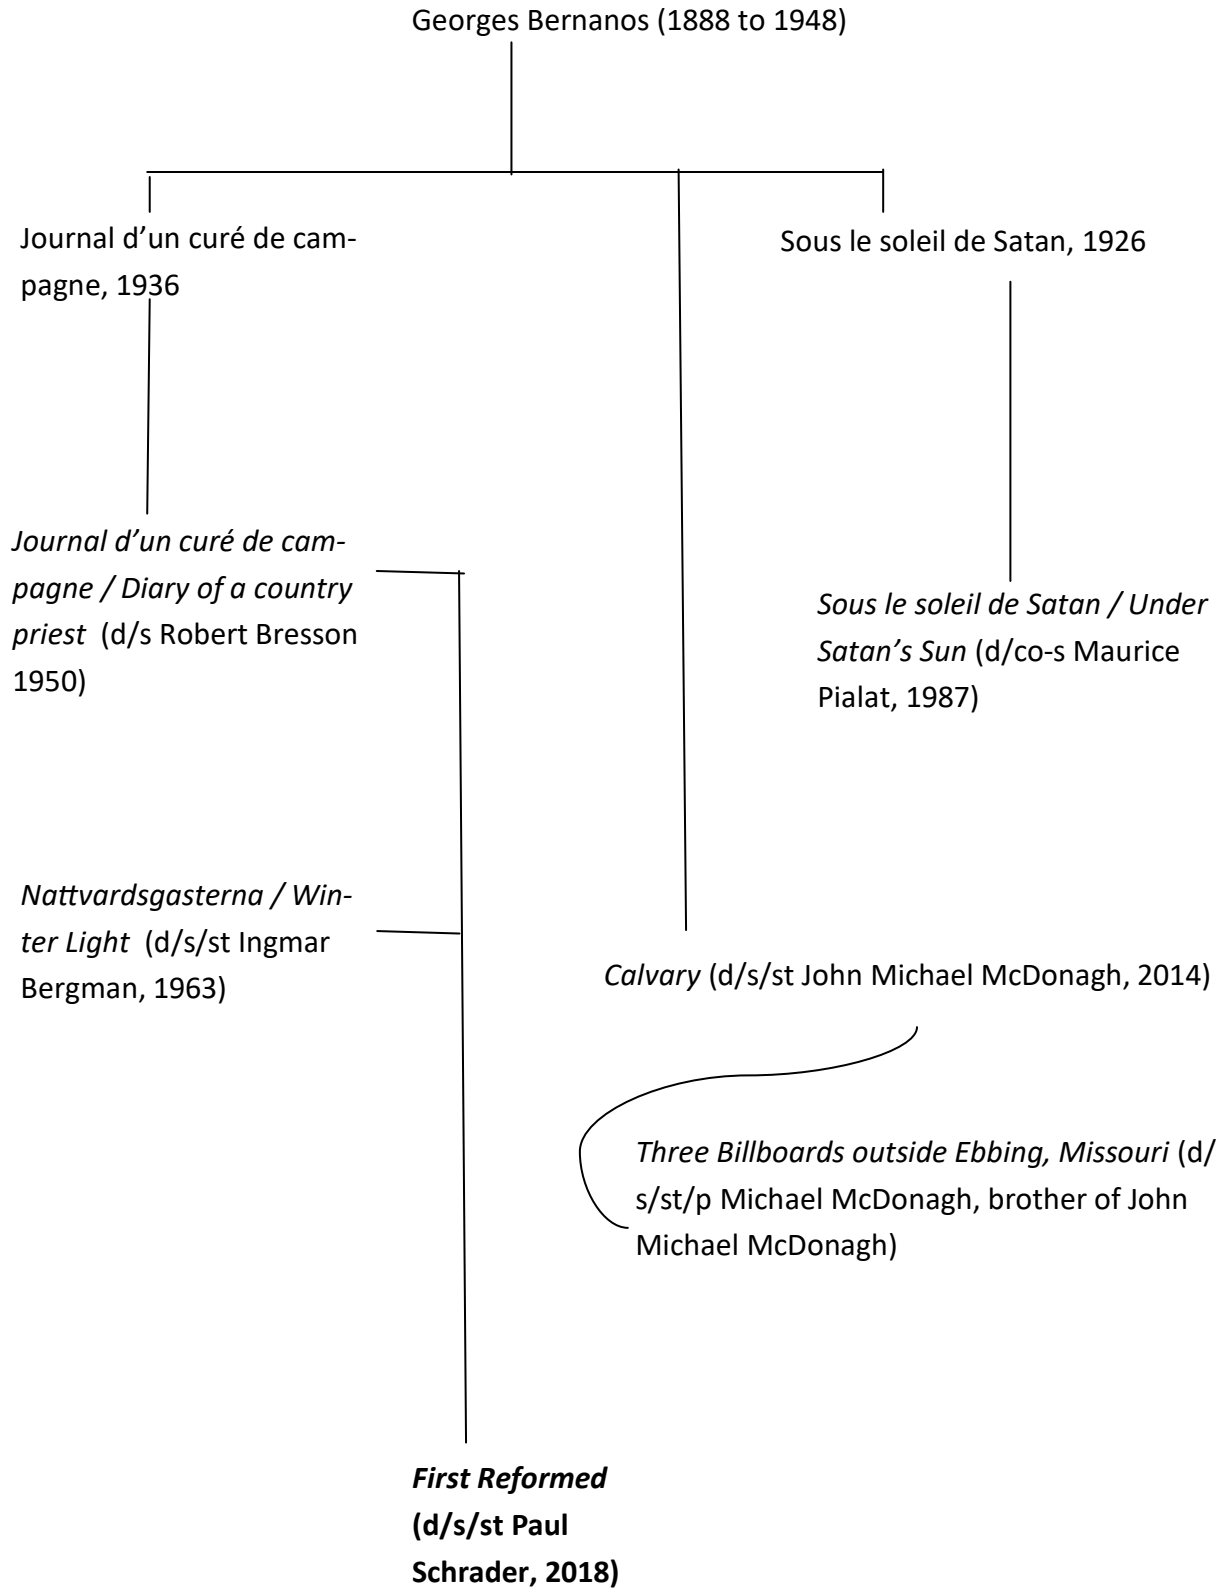 Georges Bernanos (1888 to 1948)
Journal d’un curé de cam-
pagne, 1936
Sous le soleil de Satan, 1926
Journal d’un curé de cam-
pagne / Diary of a country
priest  (d/s Robert Bresson
1950)
Sous le soleil de Satan / Under
Satan’s Sun (d/co-s Maurice
Pialat, 1987)
Nattvardsgasterna / Win-
ter Light  (d/s/st Ingmar
Bergman, 1963)
Calvary (d/s/st John Michael McDonagh, 2014)
Three Billboards outside Ebbing, Missouri (d/
s/st/p Michael McDonagh, brother of John
Michael McDonagh)
First Reformed
(d/s/st Paul
Schrader, 2018)